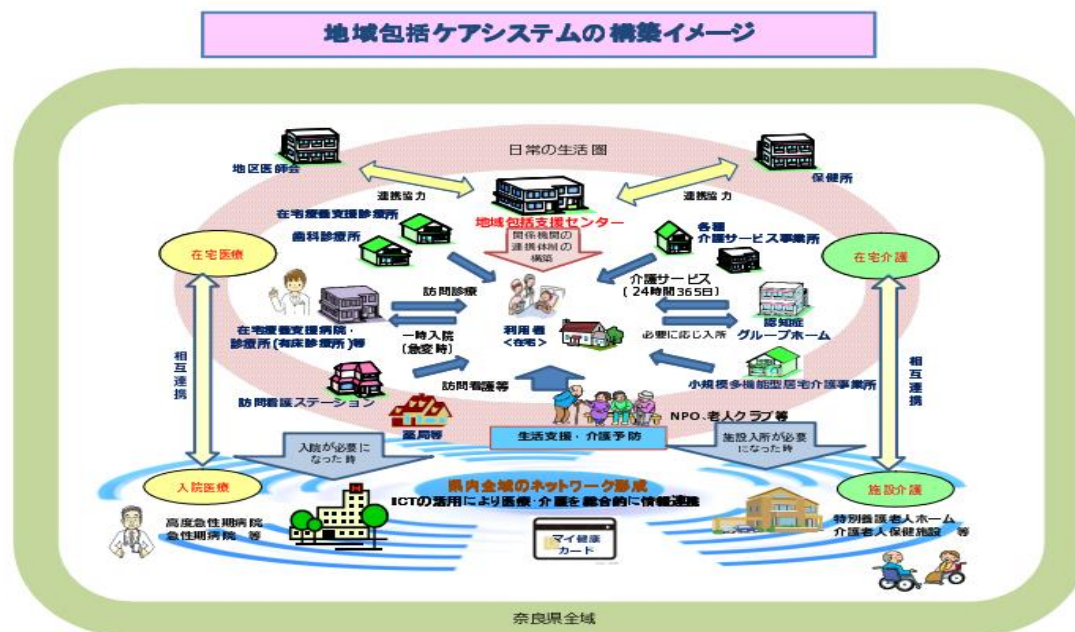 地域包括ケアシステムの構築イメージ
日常の生活圏
地区医師会
保健所
連携協力
連携協力
在宅療養支援診療所
歯科診療所
地域包括支援センター
関係機関の
連携体制の
構築
各種
介護サービス事業所
在宅医療
在宅介護
訪問診療
介護サービス
(24時間365日)
在宅療養支援病院・
診療所(有床診療所)等
一時入院
(急変時)
利用者
<在宅>
必要に応じ入所
認知症
グループホーム
相互連携
相互連携
訪問看護等
小規模多機能型居宅介護事業所
訪問看護ステーション
薬局等
NPO、老人クラブ等
生活支援・介護予防
入院が必要に
なった時
施設入所が必要
になった時
入院医療
施設介護
県内全域のネットワーク形成
ICTの活用により医療・介護を総合的に情報連携
高度急性期病院
急性期病院 等
マイ健康
カード
特別養護老人ホーム
介護老人保健施設 等
奈良県全域